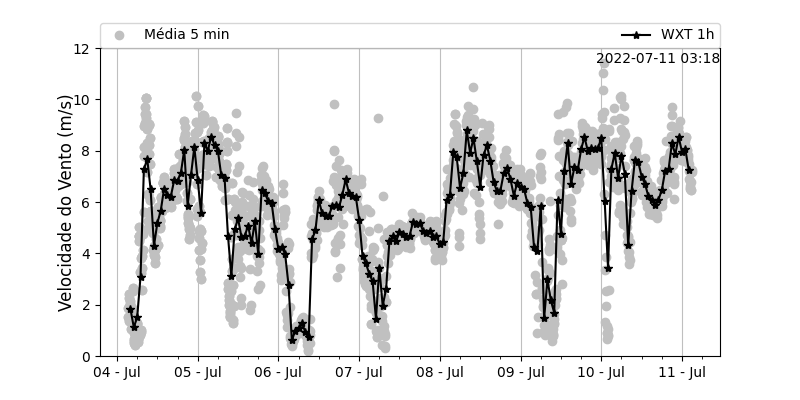 Média 5 min
WXT 1h
2022-07-11 03:18
Velocidade do Vento (m/s)
12
10
8
6
4
2
0
04 - Jul 05 - Jul 06 - Jul 07 - Jul 08 - Jul 09 - Jul 10 - Jul 11 - Jul